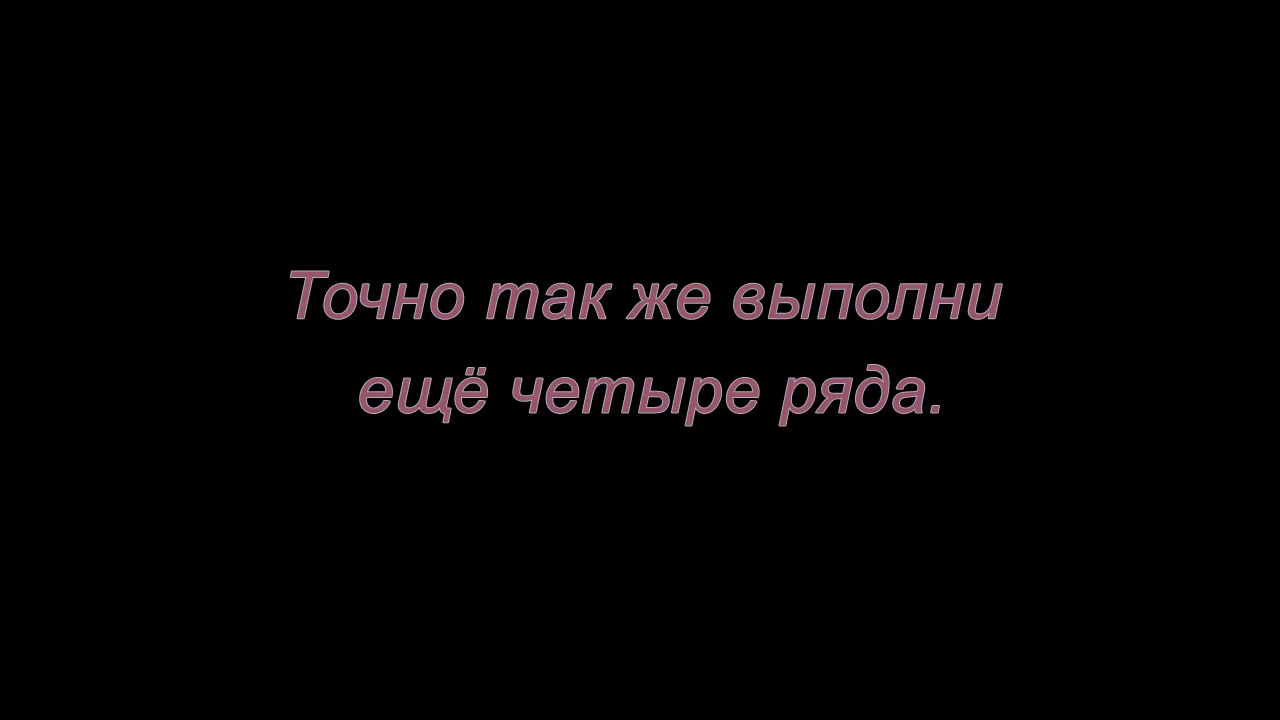 Точно так же выполни
ещё четыре ряда.